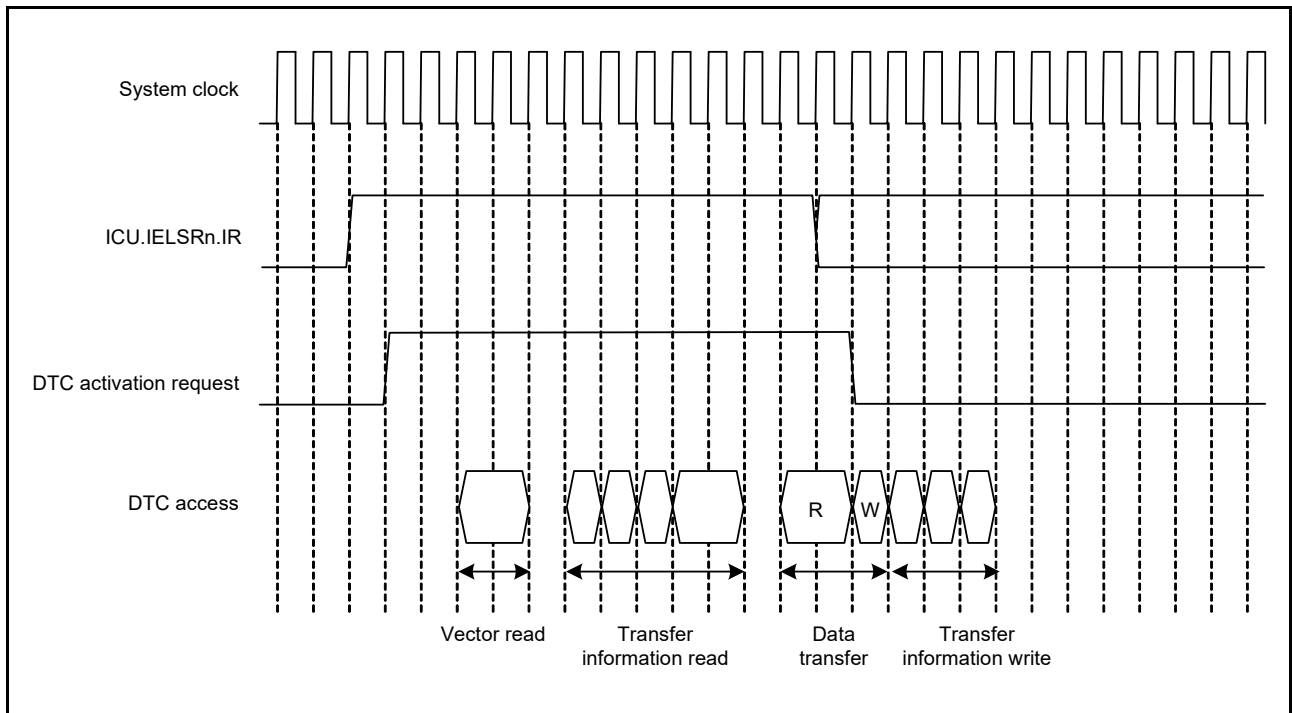 System clock
ICU.IELSRn.IR
DTC activation request
DTC access
R
W
Vector read
Transfer
information read
Data
transfer
Transfer
information write